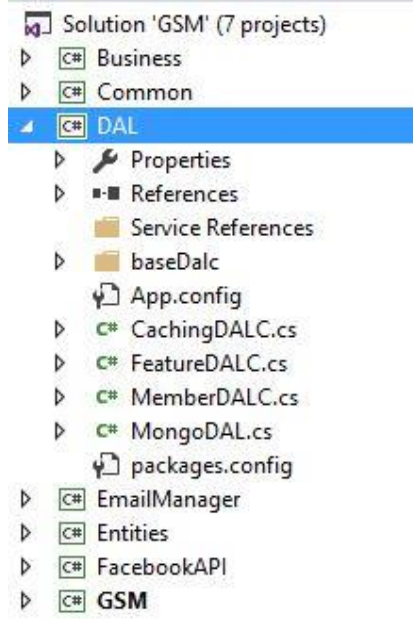 Solution 'GSM' (7 projects)
C# Business
C# Common
C# DAL
Properties
References
Service References
baseDalc
App.config
C# CachingDALC.cs
C# FeatureDALC.cs
C# MemberDALC.cs
C# MongoDAL.cs
packages.config
C# EmailManager
C# Entities
C# FacebookAPI
C# GSM